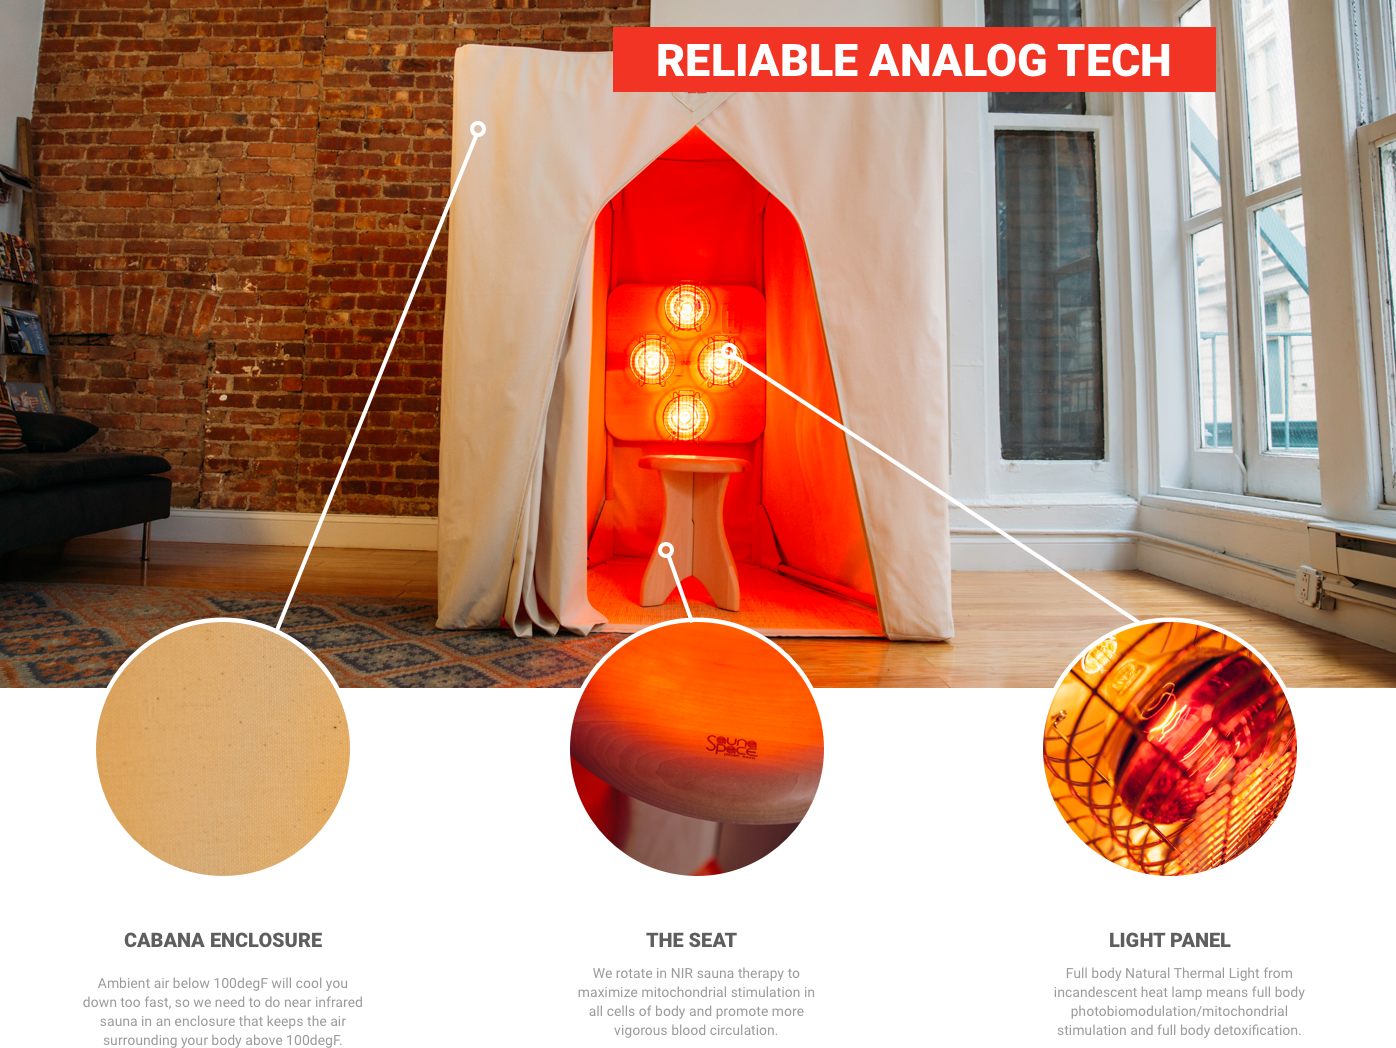 RELIABLE ANALOG TECH
Sauna
Space
CABANA ENCLOSURE
Ambient air below 100degF will cool you
down too fast, so we need to do near infrared
sauna in an enclosure that keeps the air
surrounding your body above 100degF.
THE SEAT
We rotate in NIR sauna therapy to
maximize mitochondrial stimulation in
all cells of body and promote more
vigorous blood circulation.
LIGHT PANEL
Full body Natural Thermal Light from
incandescent heat lamp means full body
photobiomodulation/mitochondrial
stimulation and full body detoxification.